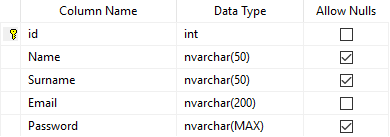 Column Name Data Type Allow Nulls
id int
Name nvarchar(50)
Surname nvarchar(50)
Email nvarchar(200)
Password nvarchar(MAX)